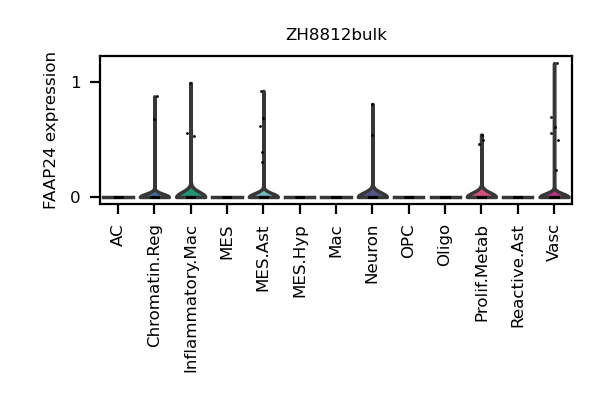 ZH8812bulk
FAAP24 expression
1
0
AC
Chromatin.Reg
Inflammatory.Mac
MES
MES.Ast
MES.Hyp
Mac
Neuron
OPC
Oligo
Prolif.Metab
Reactive.Ast
Vasc